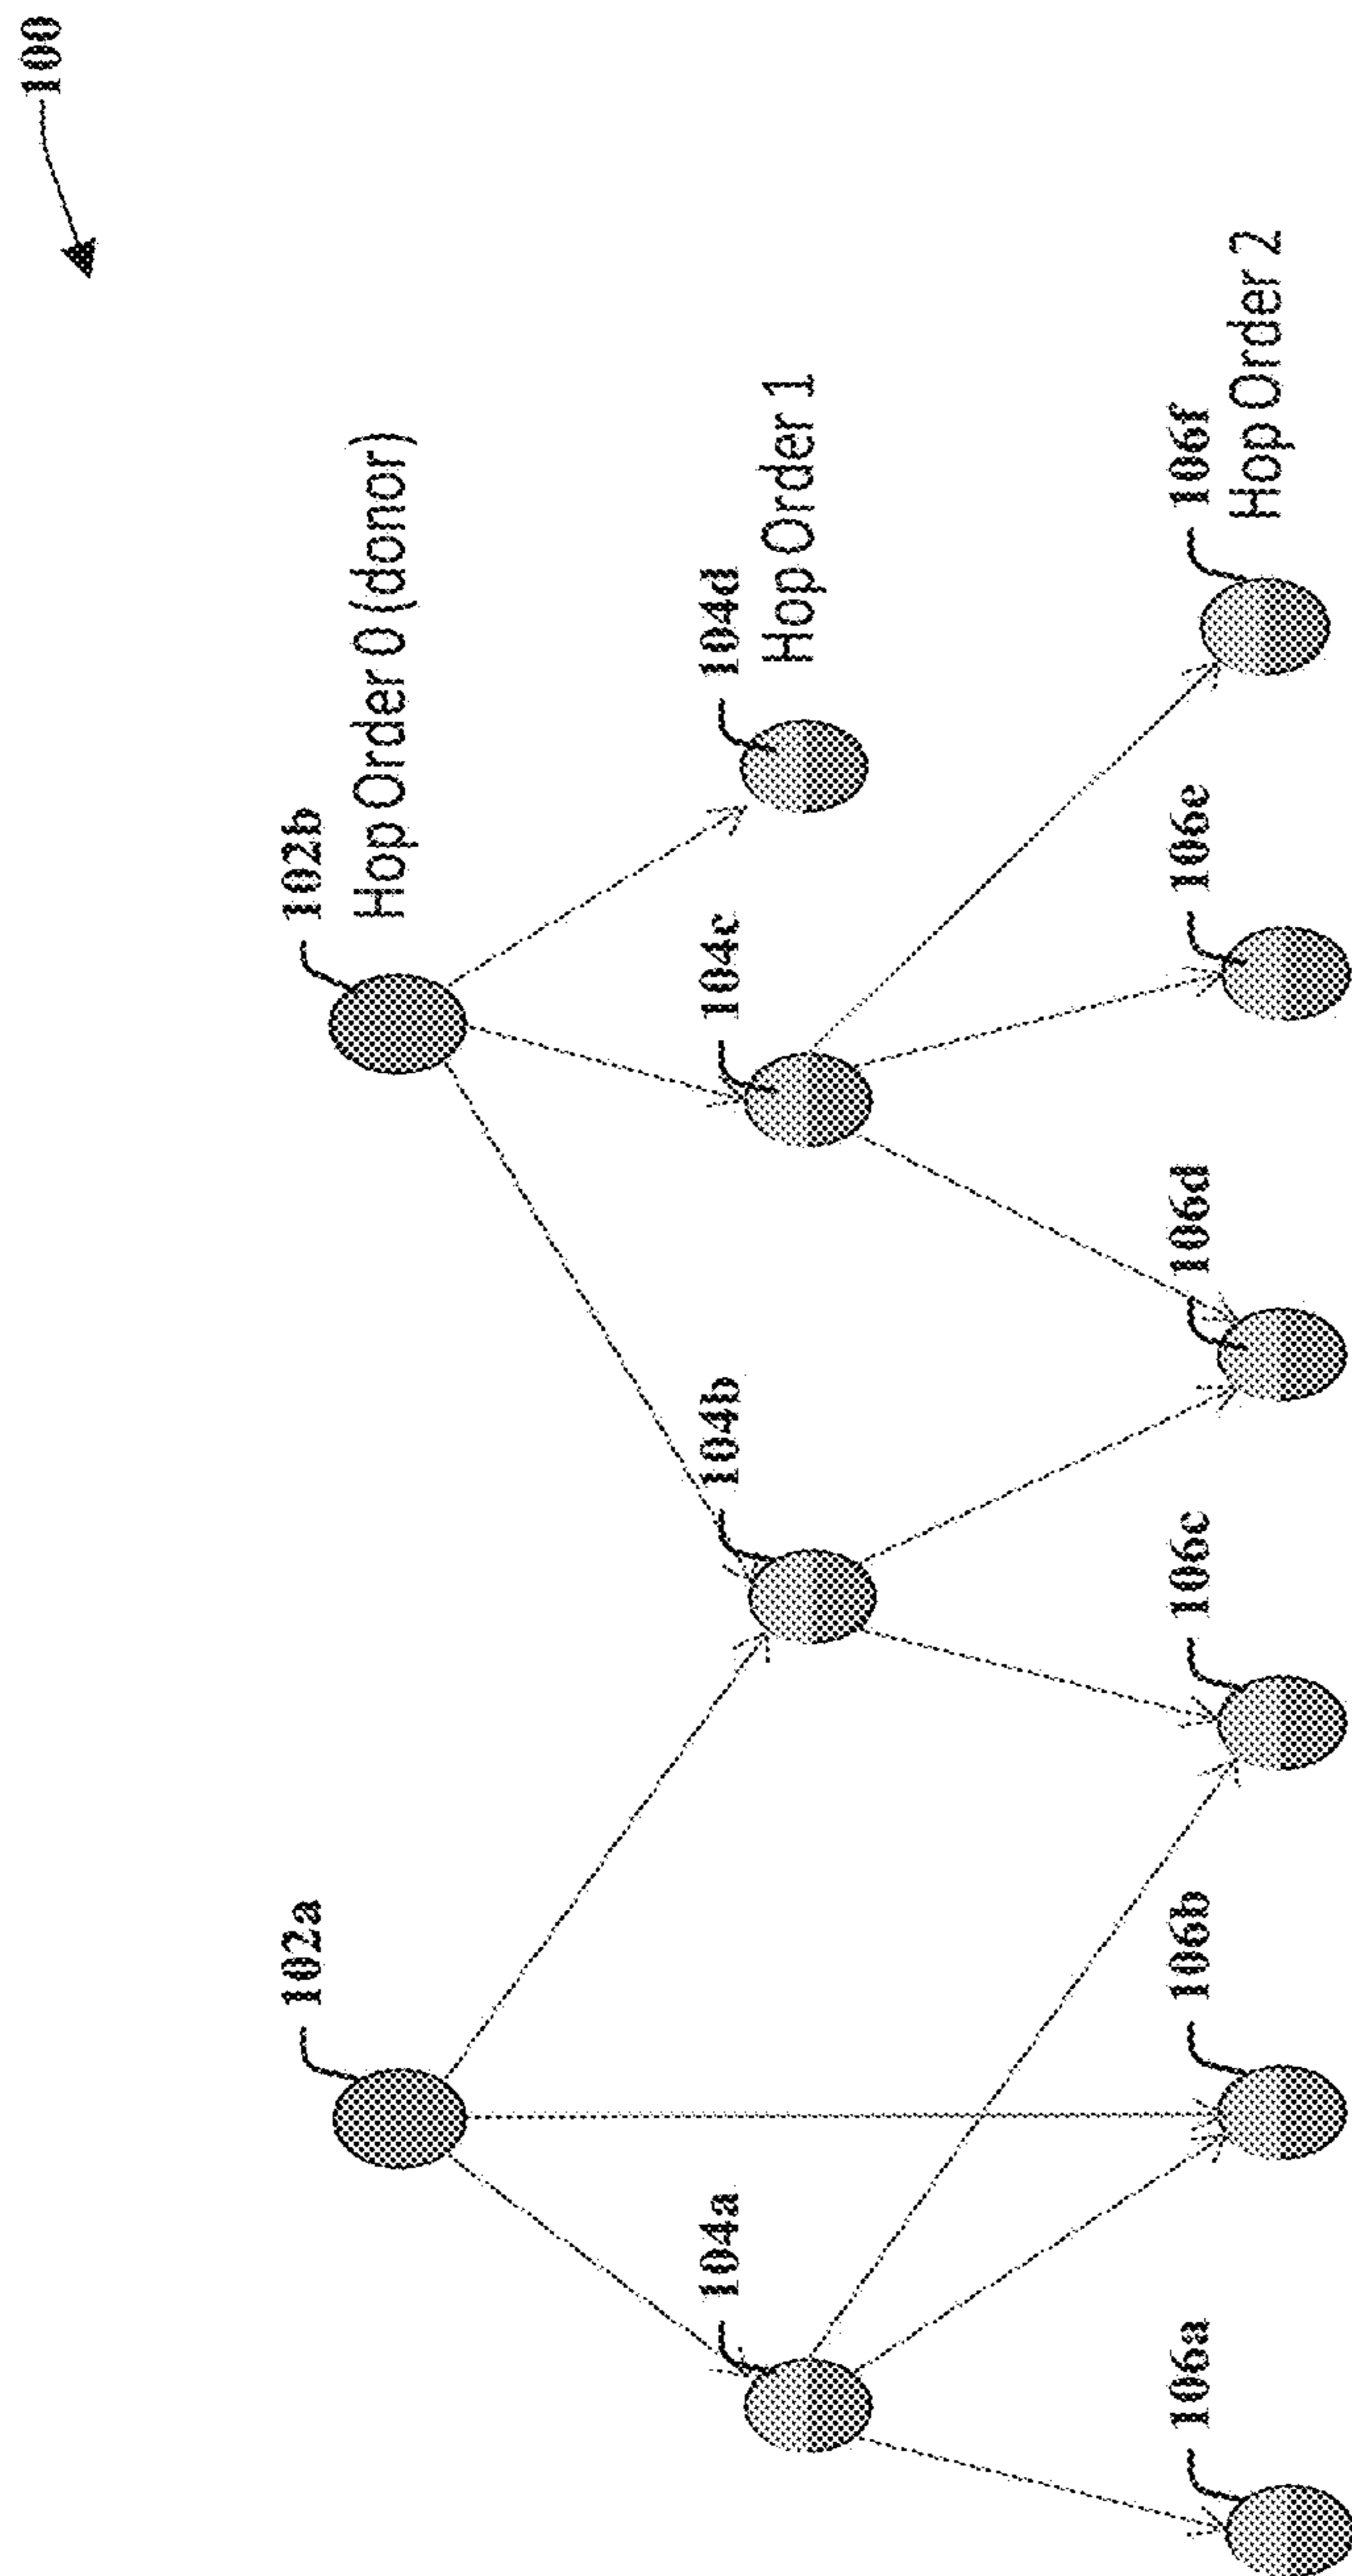 100
102a
102b
Hop Order 0 (donor)
104a
104b
104c
104d
Hop Order 1
106a
106b
106c
106d
106e
106f
Hop Order 2